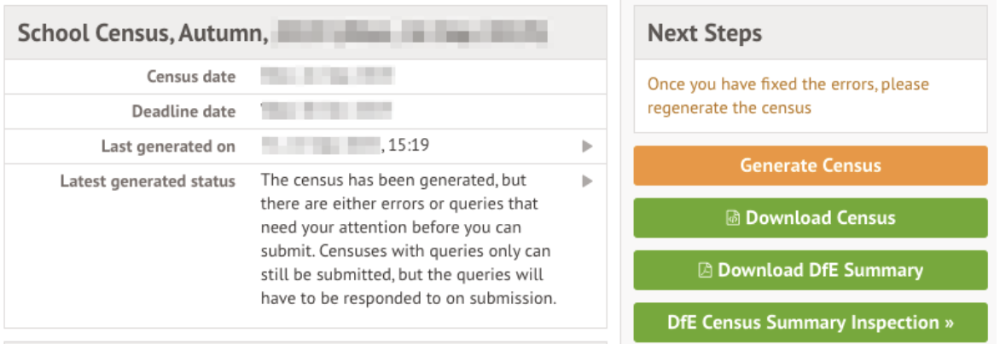 School Census, Autumn,
Census date
Deadline date
Last generated on
, 15:19
Latest generated status
The census has been generated, but
there are either errors or queries that
need your attention before you can
submit. Censuses with queries only can
still be submitted, but the queries will
have to be responded to on submission.
Next Steps
Once you have fixed the errors, please
regenerate the census
Generate Census
Download Census
Download DfE Summary
DfE Census Summary Inspection »